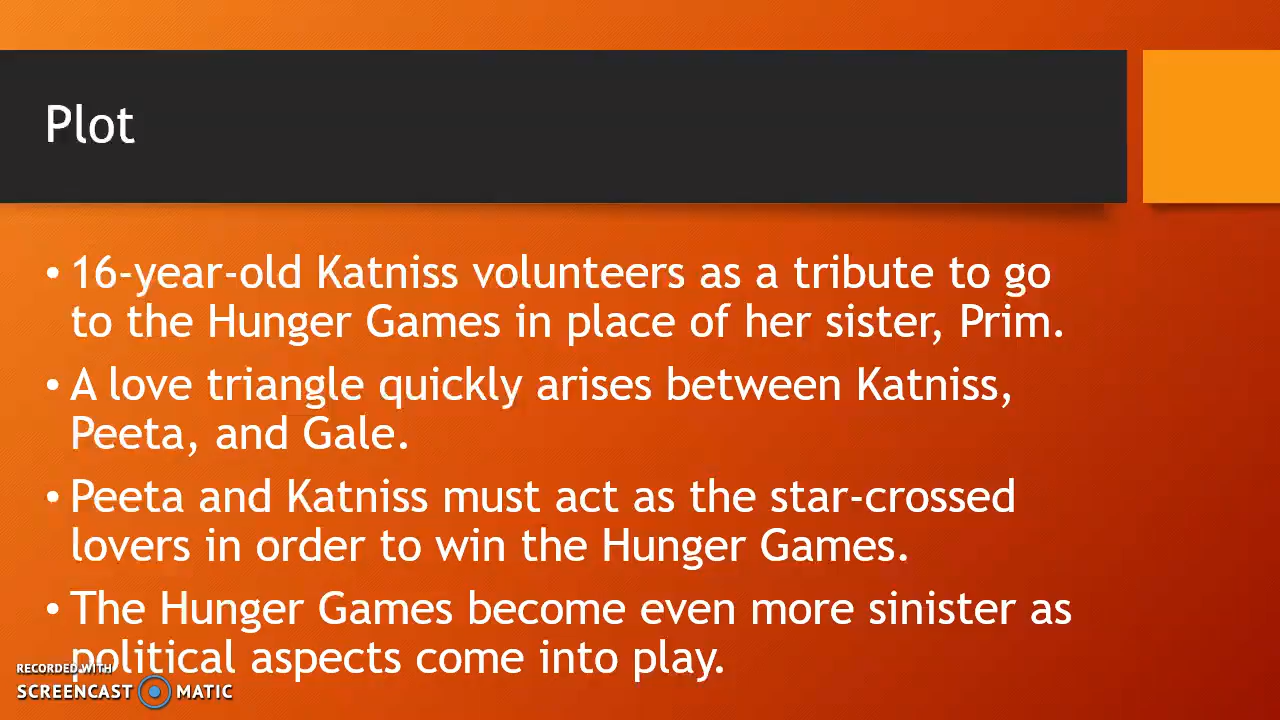 Plot
• 16-year-old Katniss volunteers as a tribute to go
to the Hunger Games in place of her sister, Prim.
• A love triangle quickly arises between Katniss,
Peeta, and Gale.
• Peeta and Katniss must act as the star-crossed
lovers in order to win the Hunger Games.
• The Hunger Games become even more sinister as
political aspects come into play.
RECORDED WITH
SCREENCAST MATIC